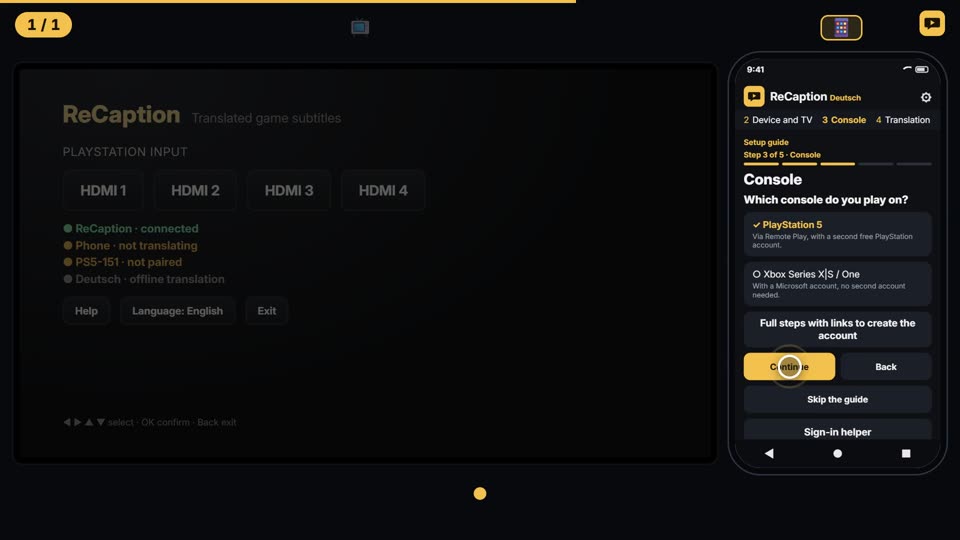 1 / 1
ReCaption Translated game subtitles
PLAYSTATION INPUT
HDMI 1 HDMI 2 HDMI 3 HDMI 4
ReCaption · connected
Phone · not translating
PS5-151 · not paired
Deutsch · offline translation
Help Language: English Exit
◀ ▶ ▲ ▼ select · OK confirm · Back exit
9:41
ReCaption Deutsch
2 Device and TV 3 Console 4 Translation
Setup guide
Step 3 of 5 · Console
Console
Which console do you play on?
✓ PlayStation 5
Via Remote Play, with a second free PlayStation
account.
Xbox Series X|S / One
With a Microsoft account, no second account
needed.
Full steps with links to create the
account
Continue Back
Skip the guide
Sign-in helper